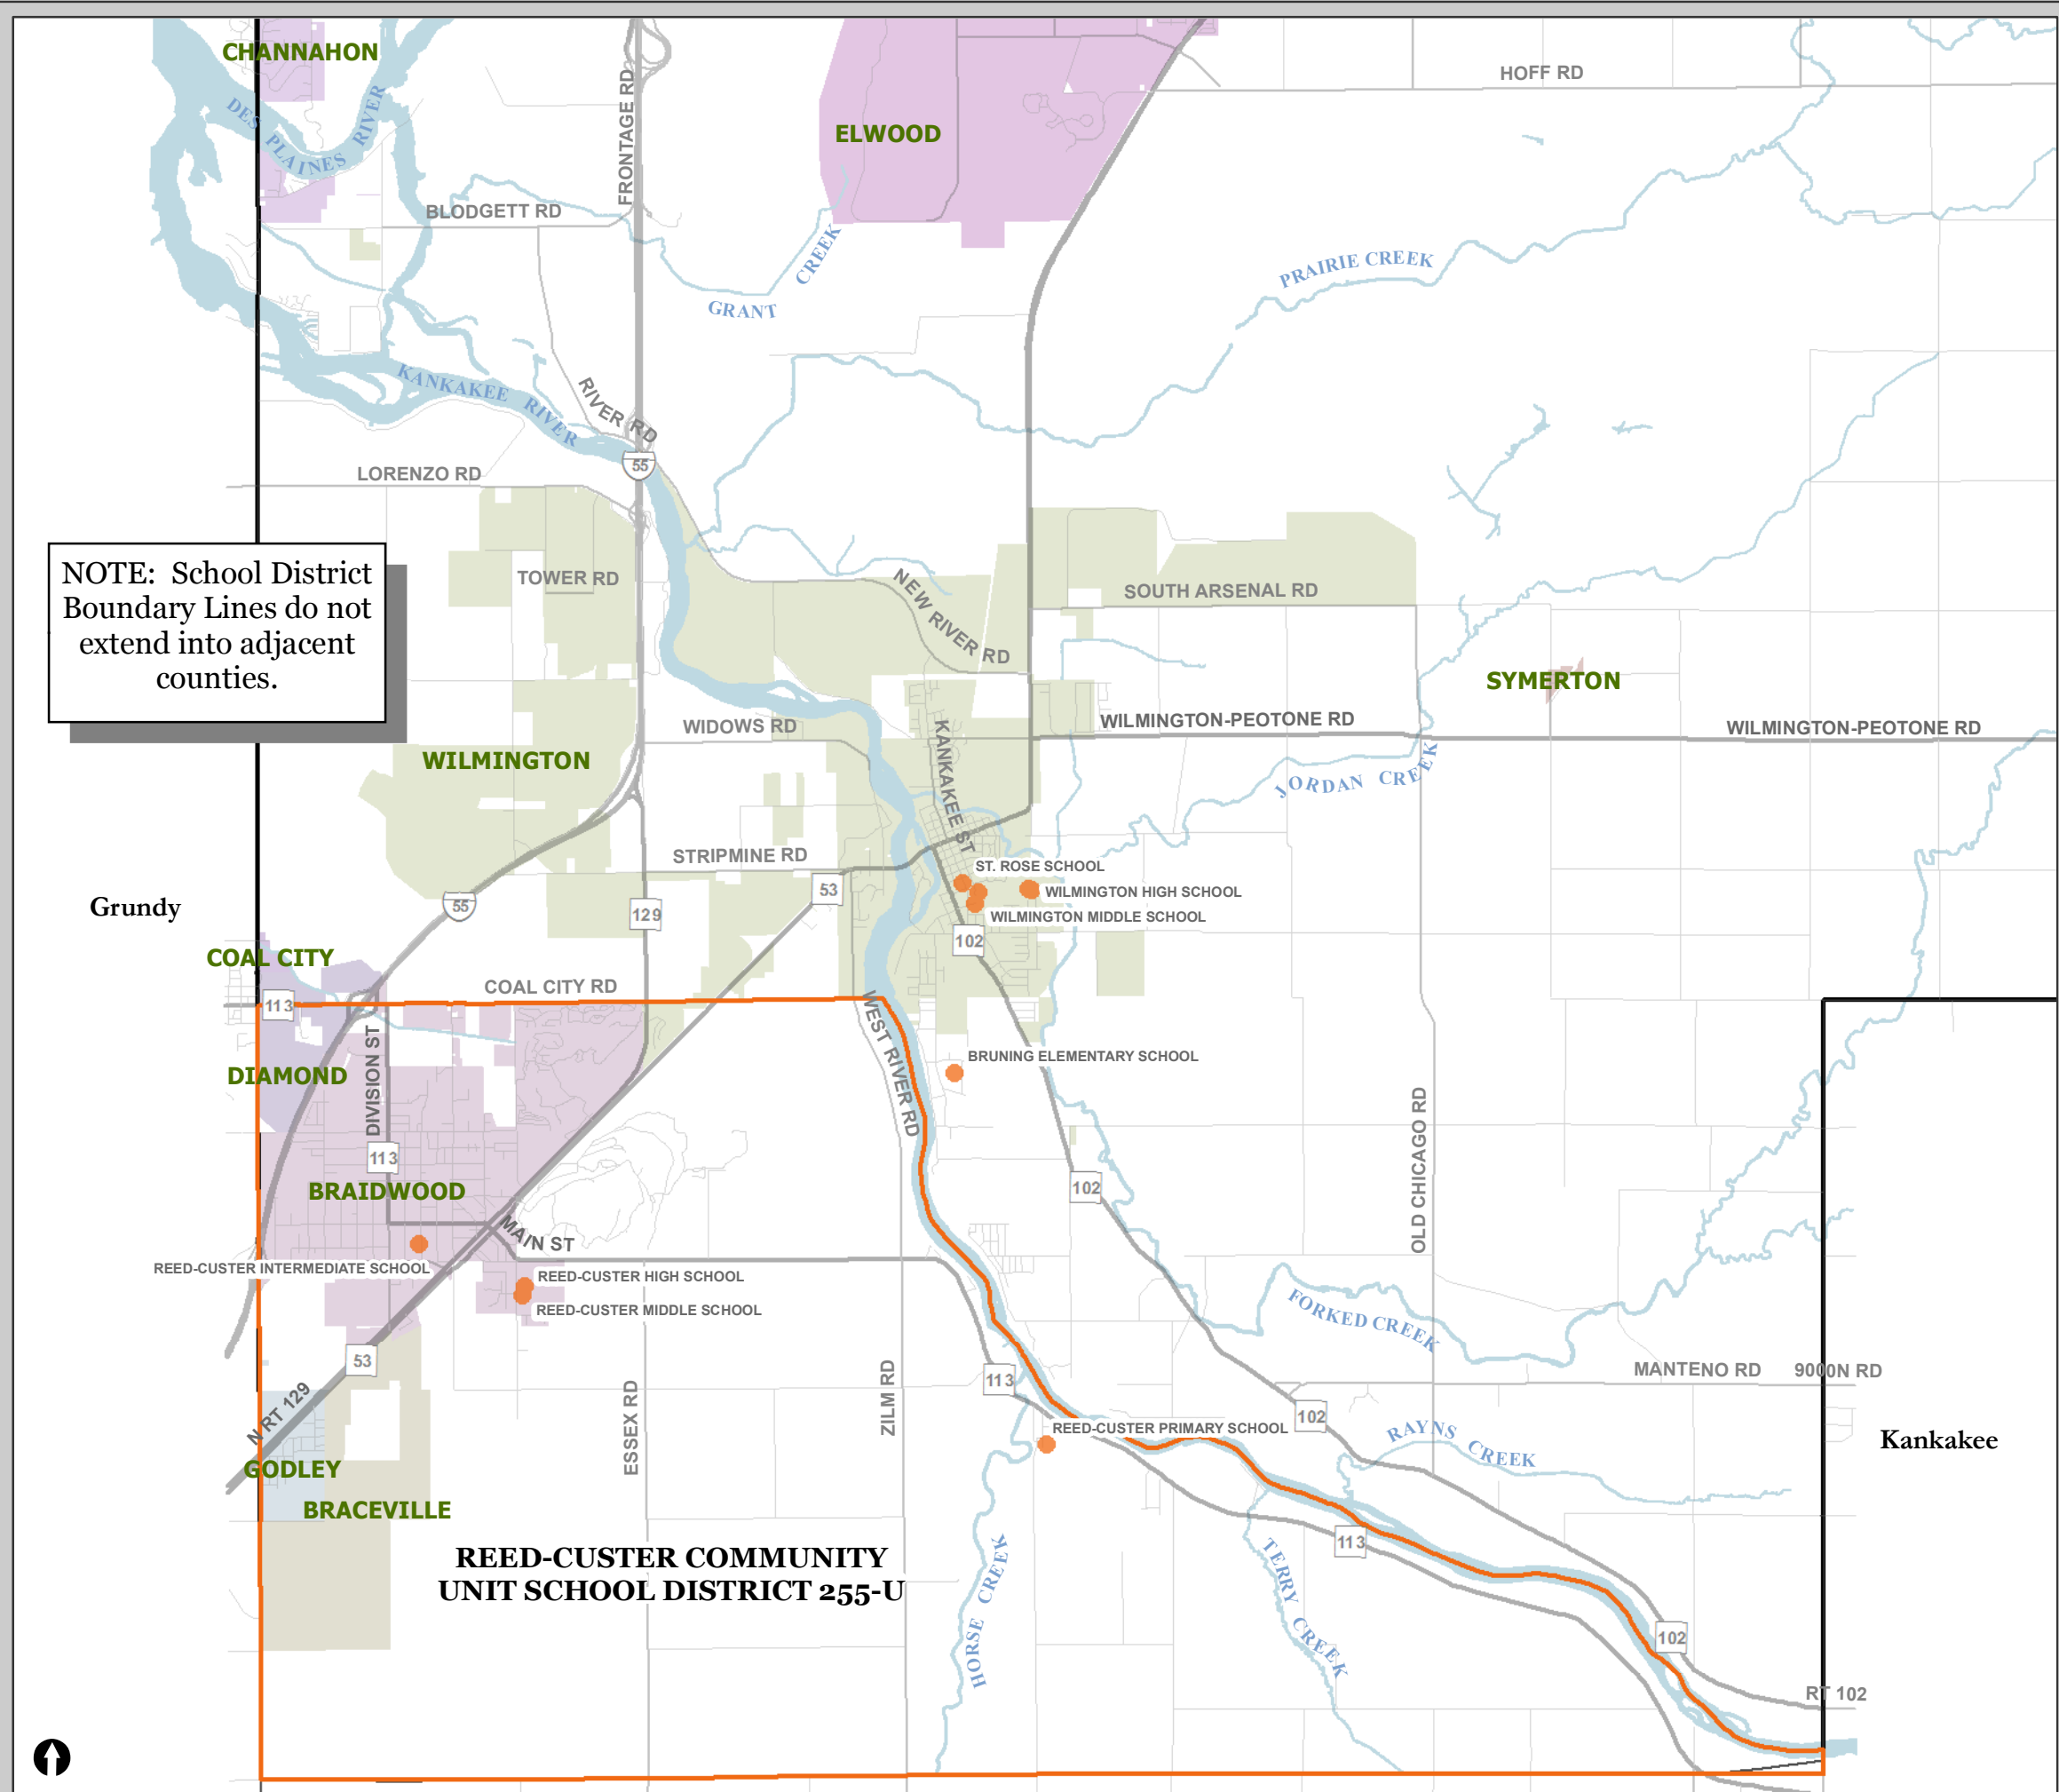 CHANNAHON
HOFF RD
DES PLAINES RIVER
FRONTAGE RD
ELWOOD
BLODGETT RD
GRANT CREEK
PRAIRIE CREEK
KANKAKEE RIVER
RIVER RD
55
LORENZO RD
NOTE: School District
Boundary Lines do not
extend into adjacent
counties.
TOWER RD
NEW RIVER RD
SOUTH ARSENAL RD
SYMERTON
WIDOWS RD
KANKAKEE ST
WILMINGTON-PEOTONE RD
WILMINGTON-PEOTONE RD
WILMINGTON
JORDAN CREEK
STRIPMINE RD
ST. ROSE SCHOOL
53
WILMINGTON HIGH SCHOOL
Grundy
55
129
WILMINGTON MIDDLE SCHOOL
102
COAL CITY
COAL CITY RD
113
WEST RIVER RD
DIVISION ST
BRUNING ELEMENTARY SCHOOL
DIAMOND
OLD CHICAGO RD
113
BRAIDWOOD
102
MAIN ST
REED-CUSTER INTERMEDIATE SCHOOL
REED-CUSTER HIGH SCHOOL
REED-CUSTER MIDDLE SCHOOL
FORKED CREEK
53
ESSEX RD
ZILM RD
113
MANTENO RD
9000N RD
N RT 129
102
REED-CUSTER PRIMARY SCHOOL
RAYNS CREEK
Kankakee
GODLEY
BRACEVILLE
113
REED-CUSTER COMMUNITY
UNIT SCHOOL DISTRICT 255-U
HORSE CREEK
TERRY CREEK
102
RT 102